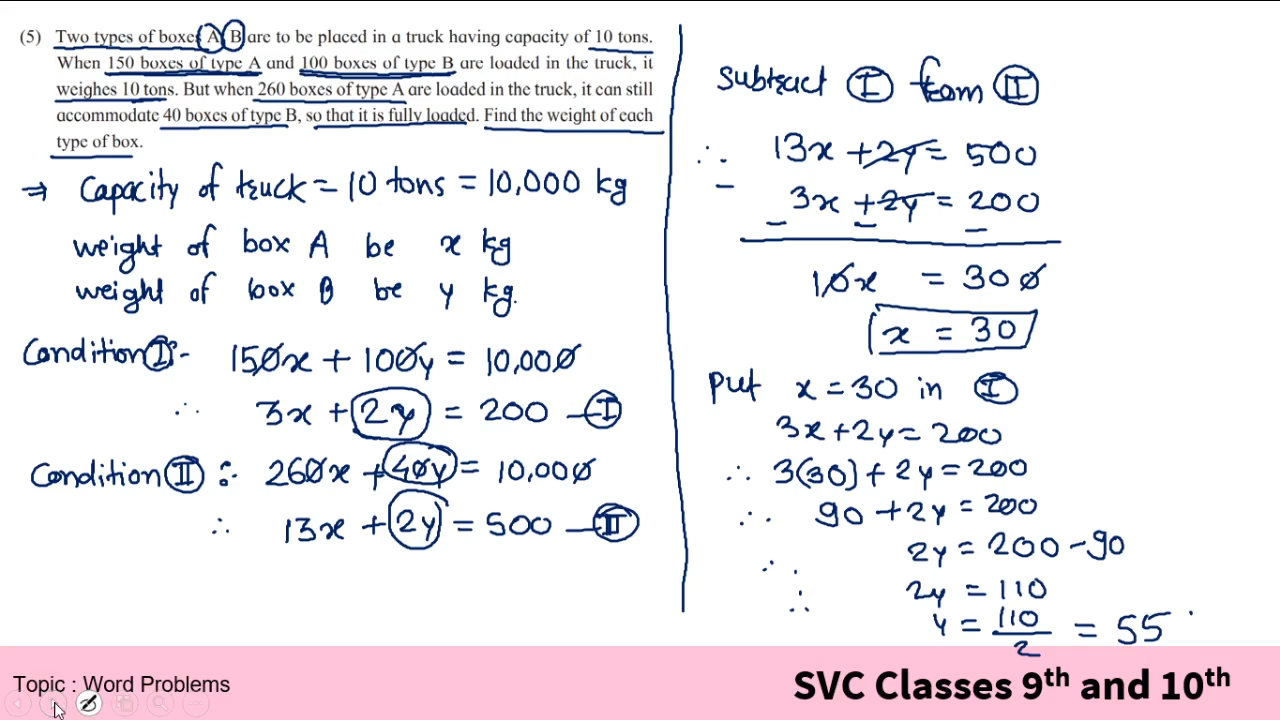 (5) Two types of boxes A, B are to be placed in a truck having capacity of 10 tons.
When 150 boxes of type A and 100 boxes of type B are loaded in the truck, it
weighes 10 tons. But when 260 boxes of type A are loaded in the truck, it can still
accommodate 40 boxes of type B, so that it is fully loaded. Find the weight of each
type of box.
⇒ Capacity of truck = 10 tons = 10,000 kg
weight of box A be x kg
weight of box B be y kg.
Condition I :- 150x + 100y = 10,000
∴ 3x + 2y = 200 — I
Condition II : 260x + 40y = 10,000
∴ 13x + 2y = 500 — II
Subtract I from II
∴ 13x + 2y = 500
- 3x + 2y = 200
- - -
10x = 300
x = 30
Put x = 30 in I
3x + 2y = 200
∴ 3(30) + 2y = 200
∴ 90 + 2y = 200
∴ 2y = 200 - 90
∴ 2y = 110
y = 110/2 = 55
Topic : Word Problems
SVC Classes 9th and 10th